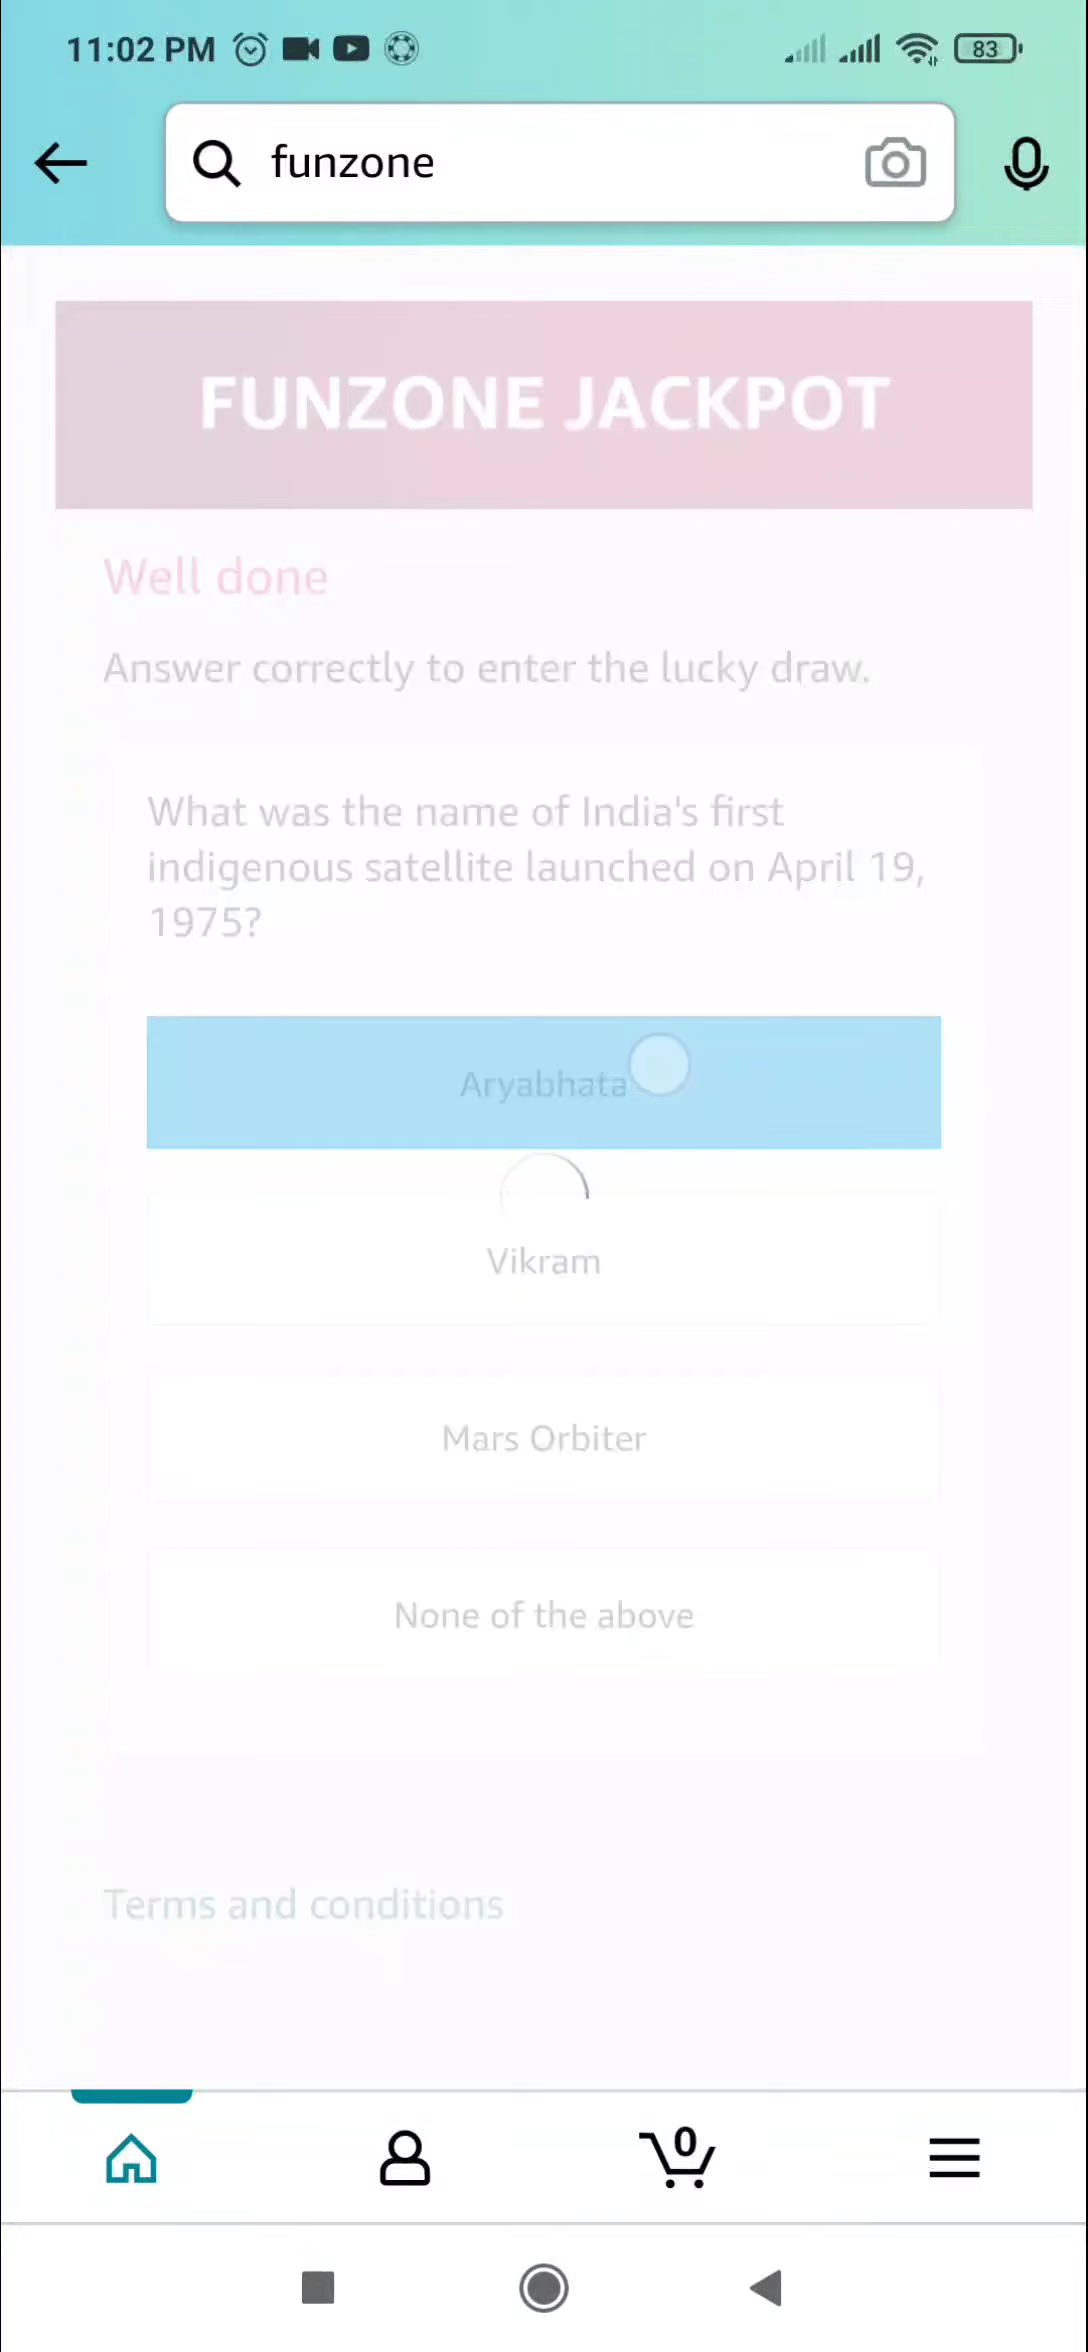 11:02 PM
83
funzone
FUNZONE JACKPOT
Well done
Answer correctly to enter the lucky draw.
What was the name of India's first
indigenous satellite launched on April 19,
1975?
Aryabhata
Vikram
Mars Orbiter
None of the above
Terms and conditions
0